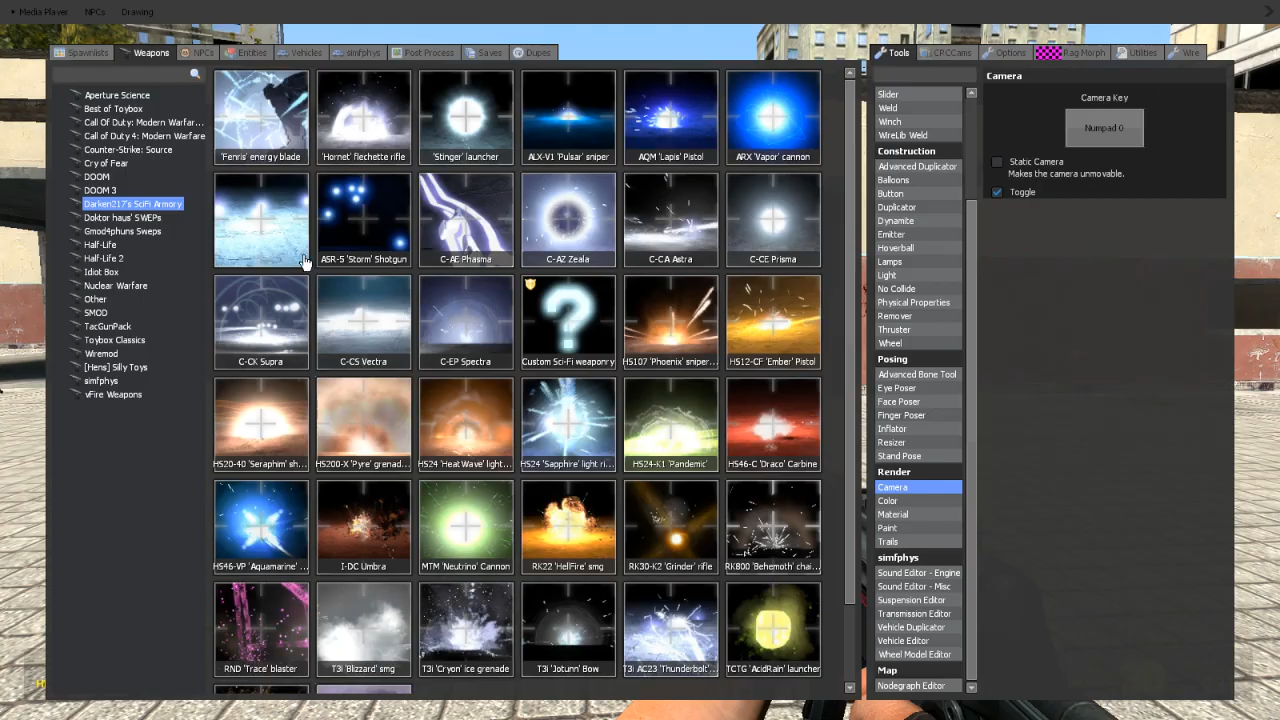 Media Player NPCs Drawing
Spawnlists Weapons NPCs Entities Vehicles simfphys Post Process Saves Dupes
Aperture Science
Best of Toybox
Call Of Duty: Modern Warfar...
Call of Duty 4: Modern Warfare
Counter-Strike: Source
Cry of Fear
DOOM
DOOM 3
Darken217's SciFi Armory
Doktor haus' SWEPs
Gmod4phuns Sweps
Half-Life
Half-Life 2
Idiot Box
Nuclear Warfare
Other
SMOD
TacGunPack
Toybox Classics
Wiremod
[Hens] Silly Toys
simfphys
vFire Weapons
'Fenris' energy blade 'Hornet' flechette rifle 'Stinger' launcher ALX-V1 'Pulsar' sniper AQM 'Lapis' Pistol ARX 'Vapor' cannon
ASR-5 'Storm' Shotgun C-AE Phasma C-AZ Zeala C-CA Astra C-CE Prisma
C-CK Supra C-CS Vectra C-EP Spectra Custom Sci-Fi weaponry HS107 'Phoenix' sniper... HS12-CF 'Ember' Pistol
HS20-40 'Seraphim' sh... HS200-X 'Pyre' grenad... HS24 'HeatWave' light... HS24 'Sapphire' light ri... HS24-K1 'Pandemic' HS46-C 'Draco' Carbine
HS46-VP 'Aquamarine' ... I-DC Umbra MTM 'Neutrino' Cannon RK22 'HellFire' smg RK30-K2 'Grinder' rifle RK800 'Behemoth' chai...
RND 'Trace' blaster T3i 'Blizzard' smg T3i 'Cryon' ice grenade T3i 'Jotunn' Bow T3i AC23 'Thunderbolt'... TCTG 'AcidRain' launcher
Tools CPCCams Options Rag Morph Utilities Wire
Slider
Weld
Winch
WireLib Weld
Construction
Advanced Duplicator
Balloons
Button
Duplicator
Dynamite
Emitter
Hoverball
Lamps
Light
No Collide
Physical Properties
Remover
Thruster
Wheel
Posing
Advanced Bone Tool
Eye Poser
Face Poser
Finger Poser
Inflator
Resizer
Stand Pose
Render
Camera
Color
Material
Paint
Trails
simfphys
Sound Editor - Engine
Sound Editor - Misc
Suspension Editor
Transmission Editor
Vehicle Duplicator
Vehicle Editor
Wheel Model Editor
Map
Nodegraph Editor
Camera
Camera Key
Numpad 0
Static Camera
Makes the camera unmovable.
Toggle